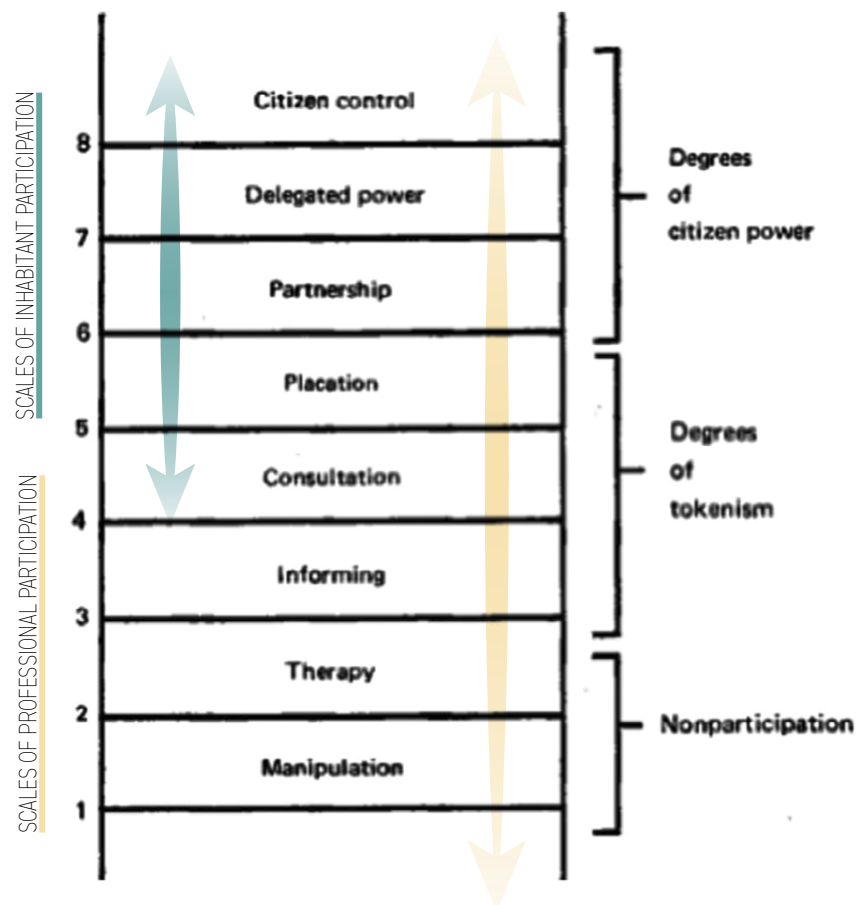 SCALES OF INHABITANT PARTICIPATION
SCALES OF PROFESSIONAL PARTICIPATION
Citizen control
8
Delegated power
7
Partnership
6
Placation
5
Consultation
4
Informing
3
Therapy
2
Manipulation
1
Degrees
of
citizen power
Degrees
of
tokenism
Nonparticipation